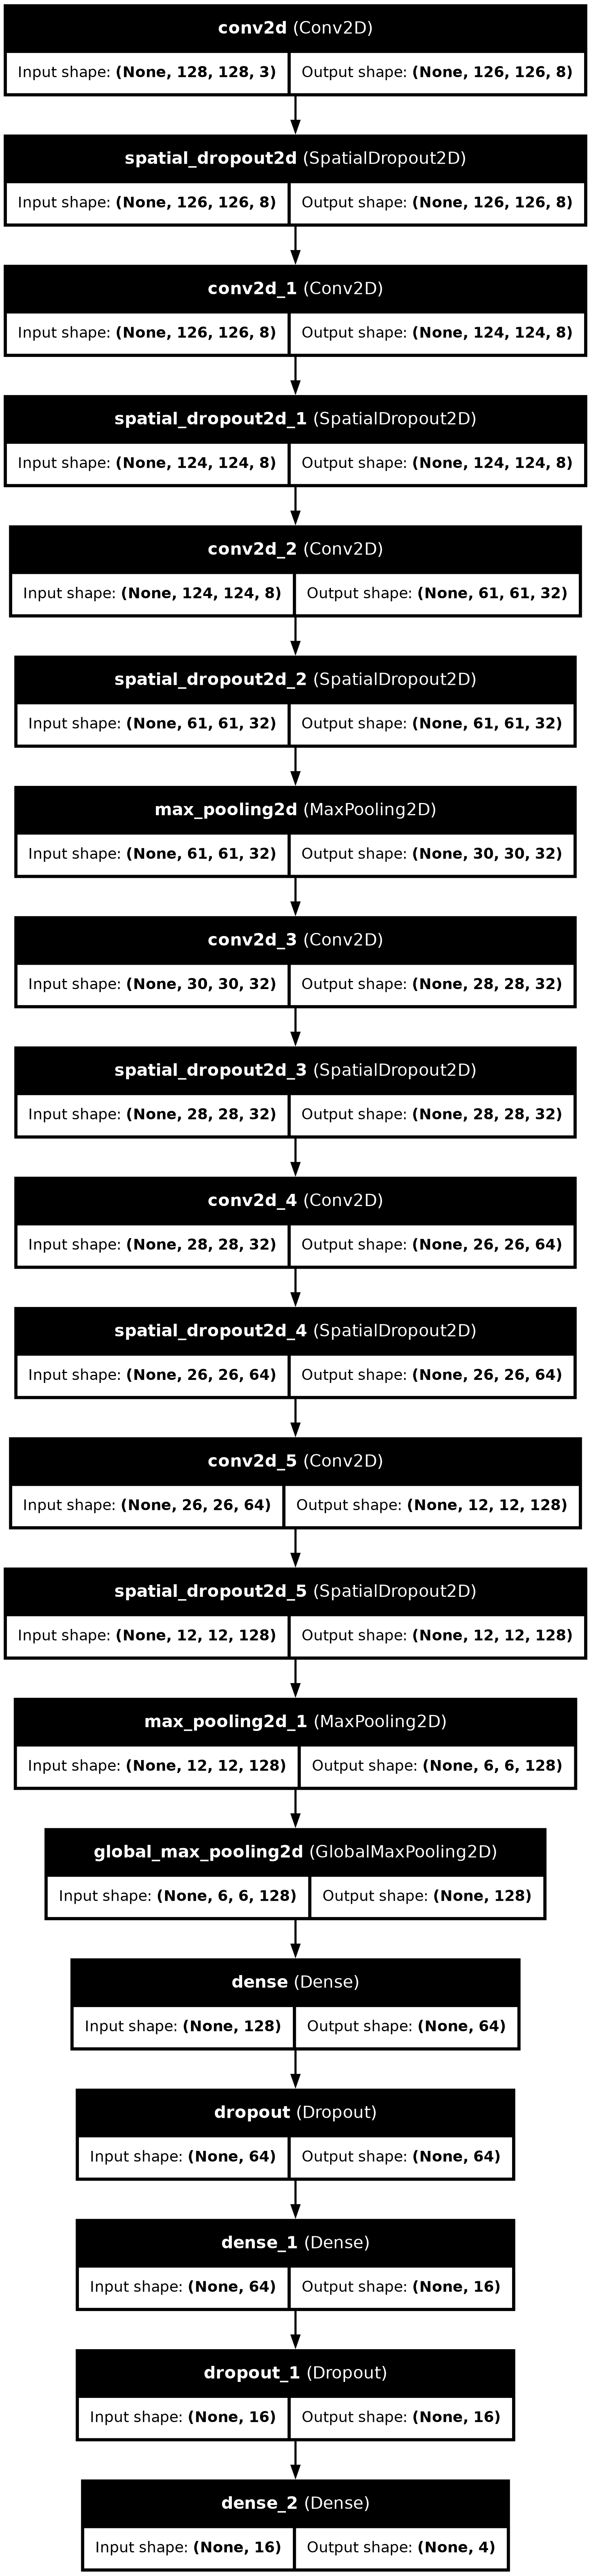 conv2d (Conv2D)
Input shape: (None, 128, 128, 3) Output shape: (None, 126, 126, 8)
spatial_dropout2d (SpatialDropout2D)
Input shape: (None, 126, 126, 8) Output shape: (None, 126, 126, 8)
conv2d_1 (Conv2D)
Input shape: (None, 126, 126, 8) Output shape: (None, 124, 124, 8)
spatial_dropout2d_1 (SpatialDropout2D)
Input shape: (None, 124, 124, 8) Output shape: (None, 124, 124, 8)
conv2d_2 (Conv2D)
Input shape: (None, 124, 124, 8) Output shape: (None, 61, 61, 32)
spatial_dropout2d_2 (SpatialDropout2D)
Input shape: (None, 61, 61, 32) Output shape: (None, 61, 61, 32)
max_pooling2d (MaxPooling2D)
Input shape: (None, 61, 61, 32) Output shape: (None, 30, 30, 32)
conv2d_3 (Conv2D)
Input shape: (None, 30, 30, 32) Output shape: (None, 28, 28, 32)
spatial_dropout2d_3 (SpatialDropout2D)
Input shape: (None, 28, 28, 32) Output shape: (None, 28, 28, 32)
conv2d_4 (Conv2D)
Input shape: (None, 28, 28, 32) Output shape: (None, 26, 26, 64)
spatial_dropout2d_4 (SpatialDropout2D)
Input shape: (None, 26, 26, 64) Output shape: (None, 26, 26, 64)
conv2d_5 (Conv2D)
Input shape: (None, 26, 26, 64) Output shape: (None, 12, 12, 128)
spatial_dropout2d_5 (SpatialDropout2D)
Input shape: (None, 12, 12, 128) Output shape: (None, 12, 12, 128)
max_pooling2d_1 (MaxPooling2D)
Input shape: (None, 12, 12, 128) Output shape: (None, 6, 6, 128)
global_max_pooling2d (GlobalMaxPooling2D)
Input shape: (None, 6, 6, 128) Output shape: (None, 128)
dense (Dense)
Input shape: (None, 128) Output shape: (None, 64)
dropout (Dropout)
Input shape: (None, 64) Output shape: (None, 64)
dense_1 (Dense)
Input shape: (None, 64) Output shape: (None, 16)
dropout_1 (Dropout)
Input shape: (None, 16) Output shape: (None, 16)
dense_2 (Dense)
Input shape: (None, 16) Output shape: (None, 4)